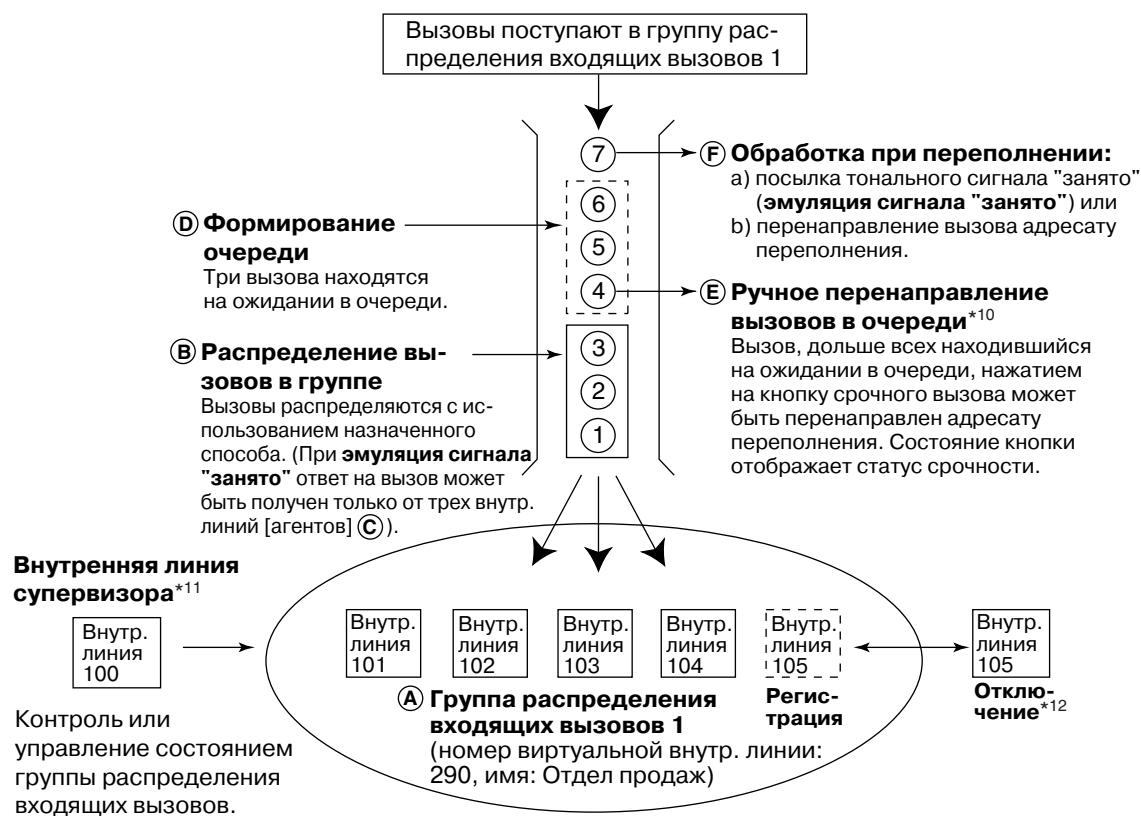 Вызовы поступают в группу рас-
пределения входящих вызовов 1
7
6
5
4
3
2
1
F Обработка при переполнении:
a) посылка тонального сигнала "занято"
(эмуляция сигнала "занято") или
b) перенаправление вызова адресату
переполнения.
D Формирование
очереди
Три вызова находятся
на ожидании в очереди.
E Ручное перенаправление
вызовов в очереди*10
Вызов, дольше всех находившийся
на ожидании в очереди, нажатием
на кнопку срочного вызова может
быть перенаправлен адресату
переполнения. Состояние кнопки
отображает статус срочности.
B Распределение вы-
зовов в группе
Вызовы распределяются с ис-
пользованием назначенного
способа. (При эмуляция сигнала
"занято" ответ на вызов может
быть получен только от трех внутр.
линий [агентов] C).
Внутренняя линия
супервизора*11
Внутр.
линия
100
Контроль или
управление состоянием
группы распределения
входящих вызовов.
Внутр.
линия
101
Внутр.
линия
102
Внутр.
линия
103
Внутр.
линия
104
Внутр.
линия
105
Регис-
трация
Внутр.
линия
105
Отклю-
чение*12
A Группа распределения
входящих вызовов 1
(номер виртуальной внутр. линии:
290, имя: Отдел продаж)